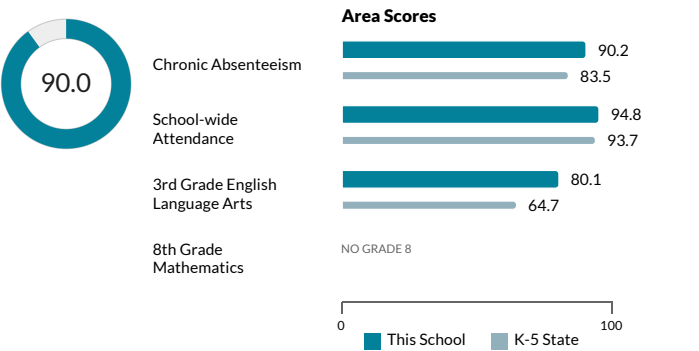 Area Scores
90.0
Chronic Absenteeism
90.2
83.5
School-wide
Attendance
94.8
93.7
3rd Grade English
Language Arts
80.1
64.7
8th Grade
Mathematics
NO GRADE 8
0
100
This School
K-5 State